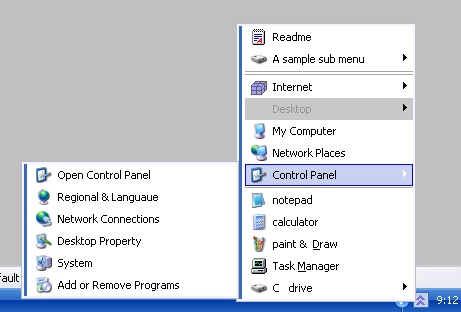 Readme
A sample sub menu
Internet
Desktop
My Computer
Network Places
Control Panel
notepad
calculator
paint & Draw
Task Manager
C drive
Open Control Panel
Regional & Languaue
Network Connections
Desktop Property
System
Add or Remove Programs
fault
9:12